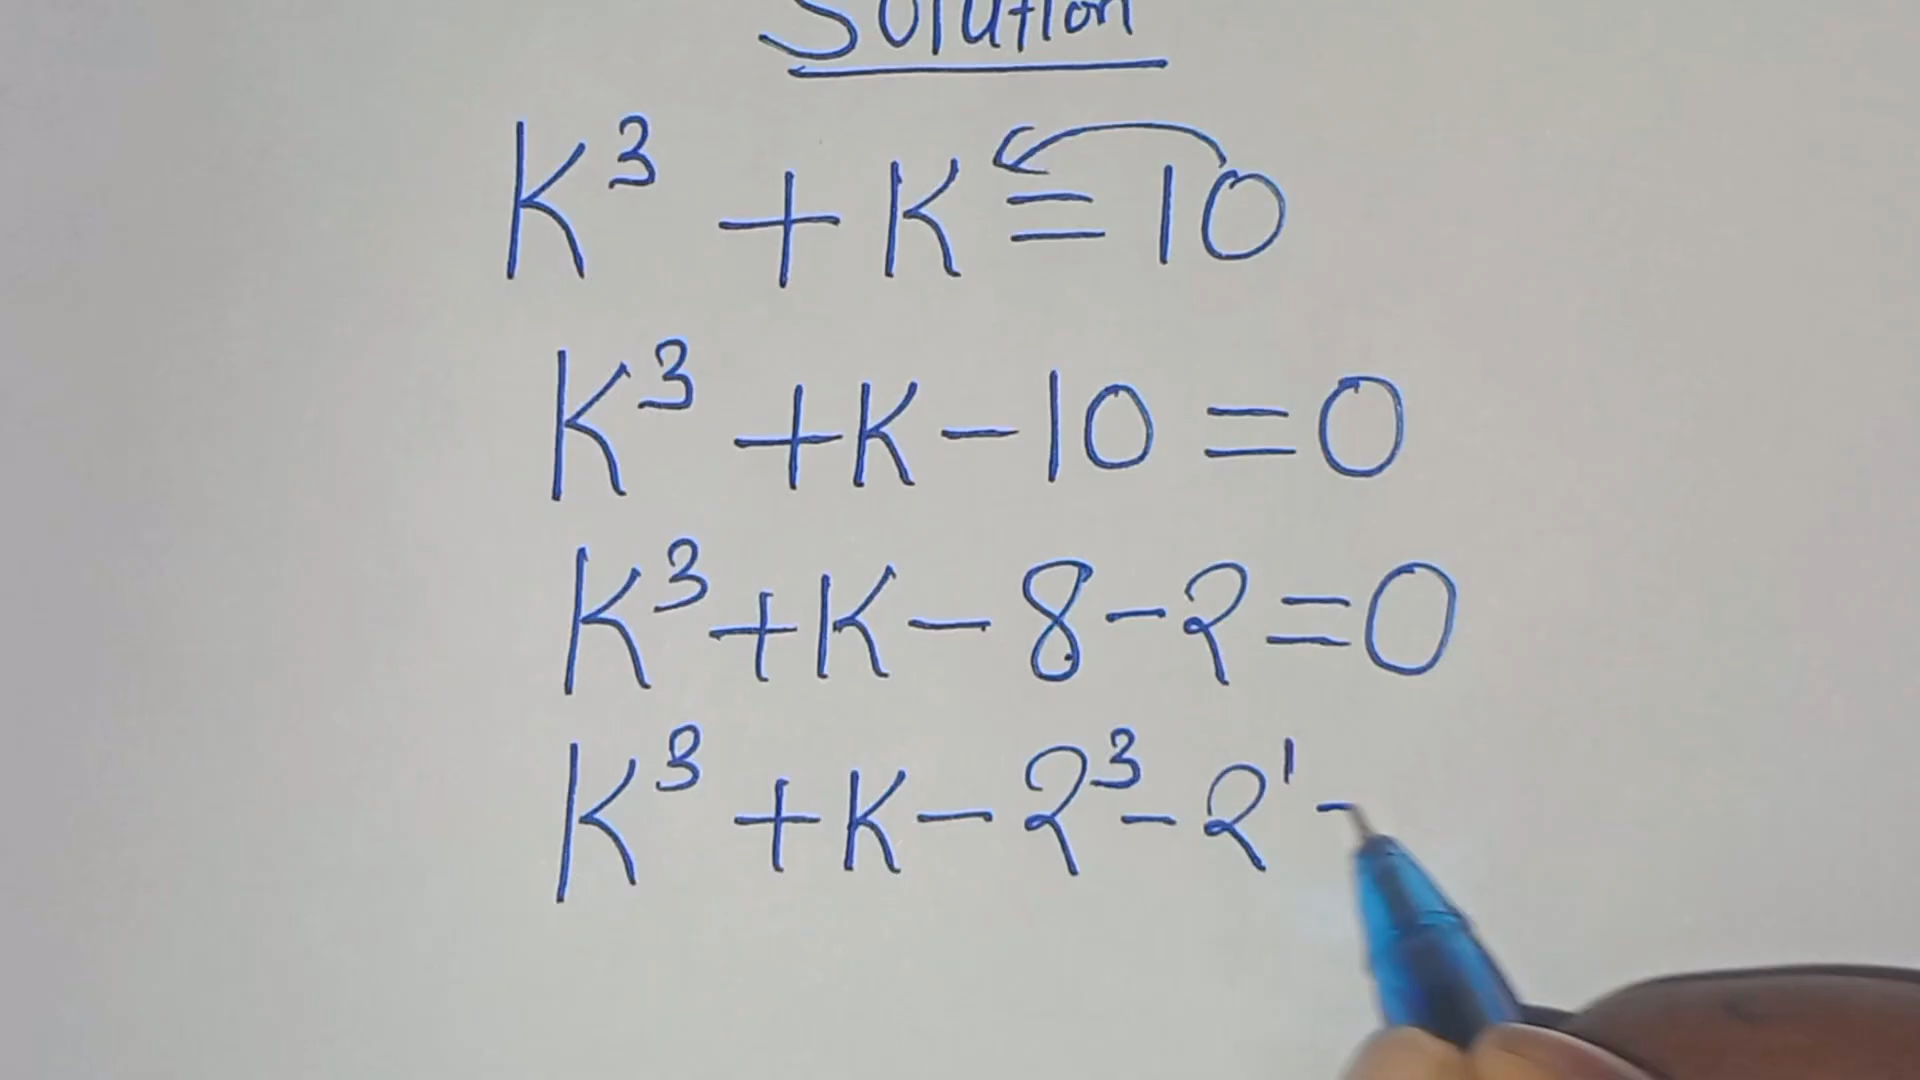 Solution
K³ + K = 10
K³ + K - 10 = 0
K³ + K - 8 - 2 = 0
K³ + K - 2³ - 2¹ -